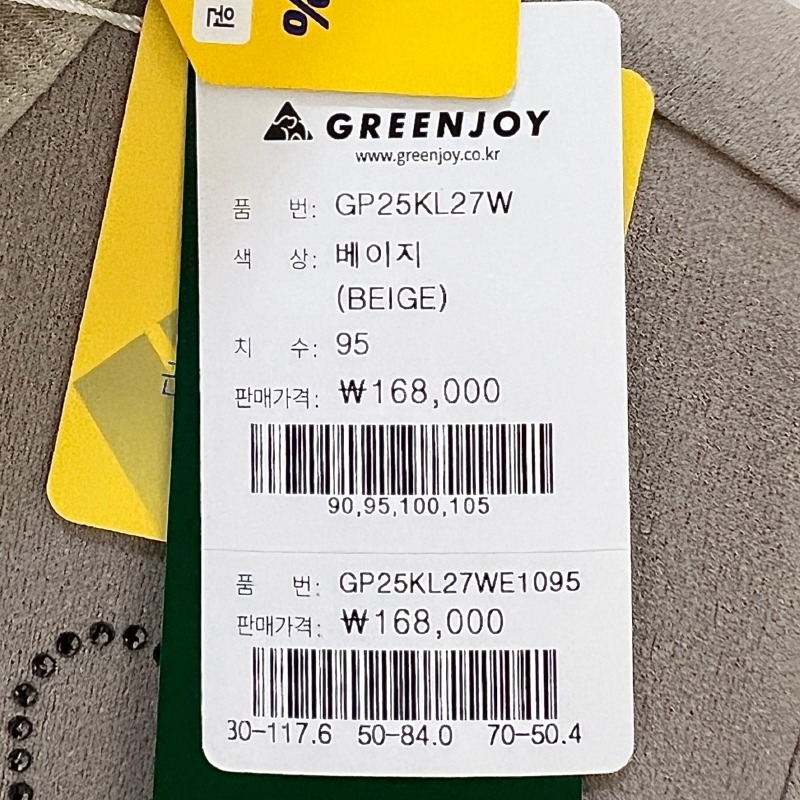 원
%
GREENJOY
www.greenjoy.co.kr
품 번: GP25KL27W
색 상: 베이지
(BEIGE)
치 수: 95
판매가격: ₩168,000
90,95,100,105
품 번: GP25KL27WE1095
판매가격: ₩168,000
30-117.6 50-84.0 70-50.4